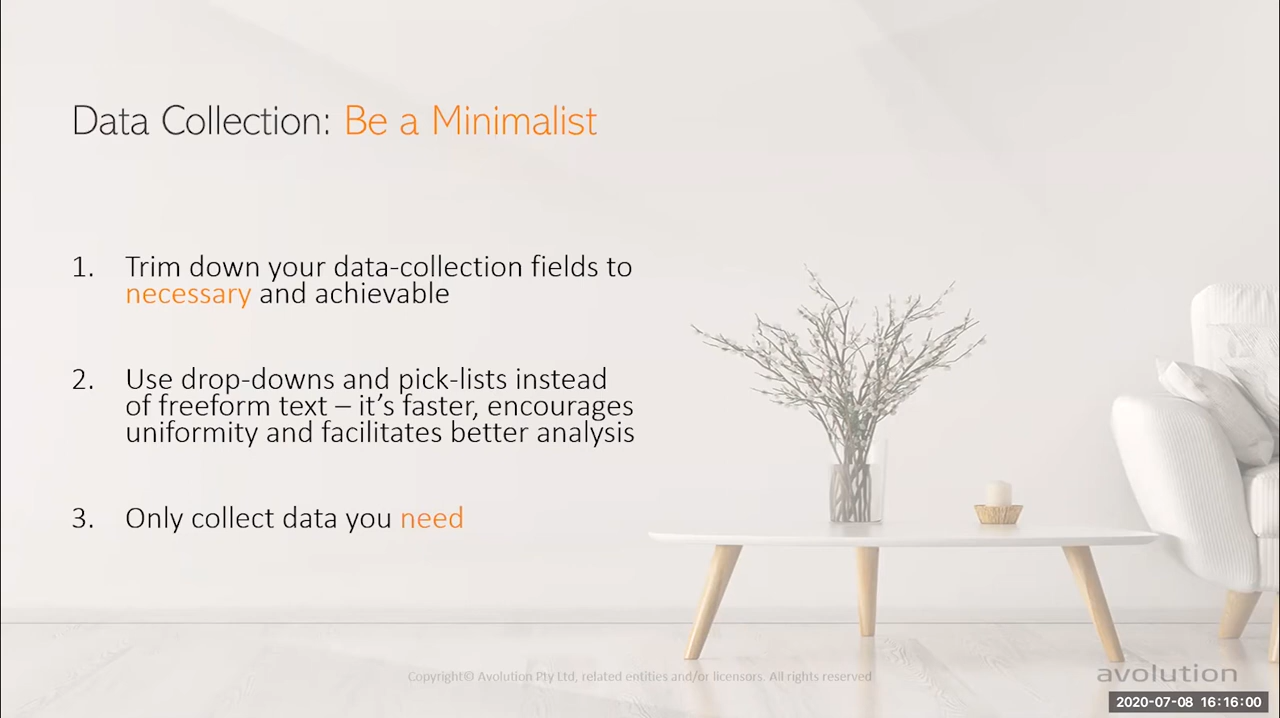 Data Collection: Be a Minimalist
1. Trim down your data-collection fields to
necessary and achievable
2. Use drop-downs and pick-lists instead
of freeform text – it’s faster, encourages
uniformity and facilitates better analysis
3. Only collect data you need
Copyright© Avolution Pty Ltd, related entities and/or licensors. All rights reserved
avolution
2020-07-08 16:16:00